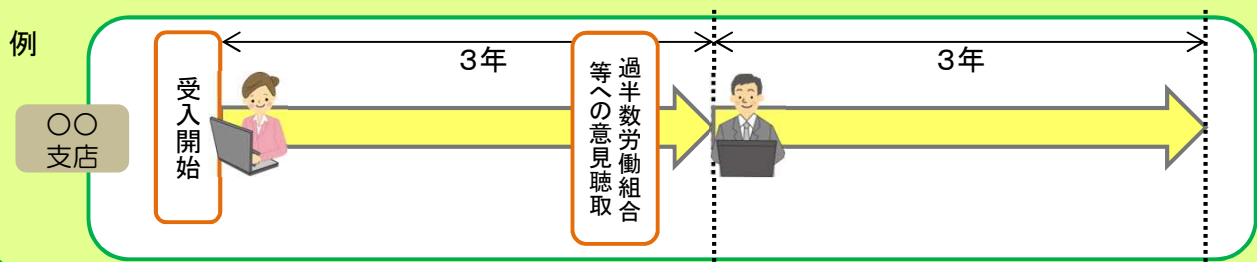 例
○○
支店
受入開始
3年
過半数労働組合
等への意見聴取
3年